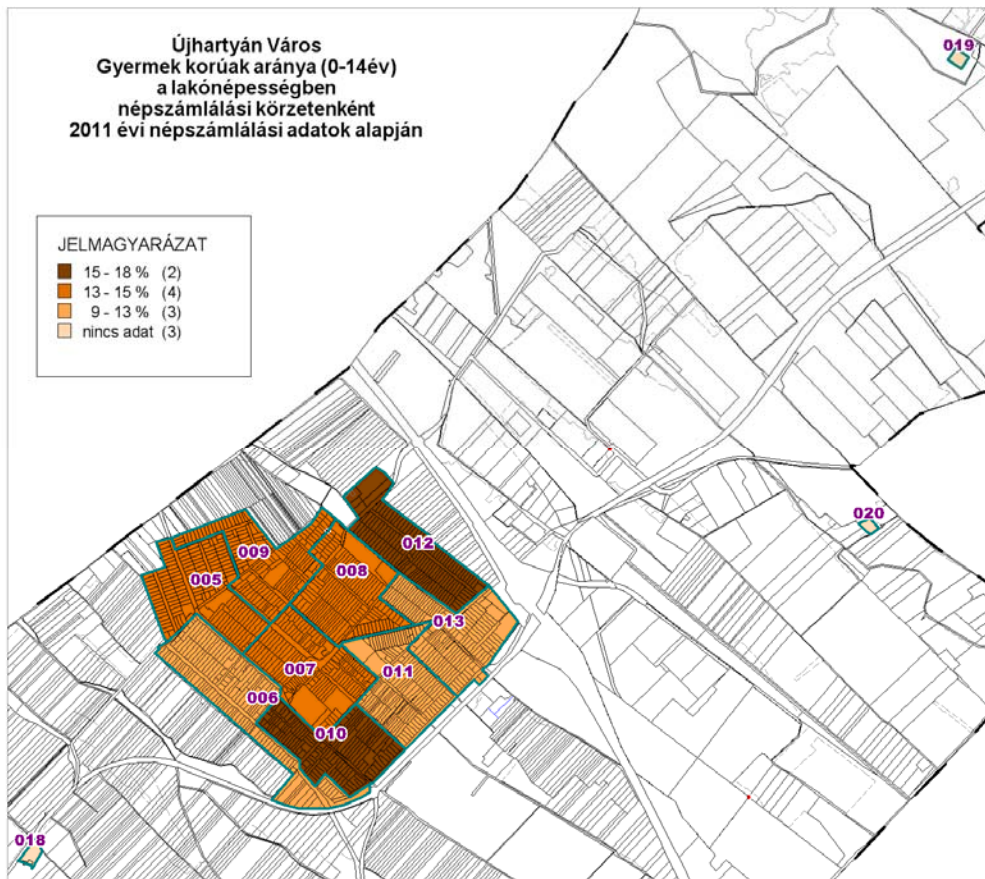 Újhartyán Város
Gyermek korúak aránya (0-14év)
a lakónépességben
népszámlálási körzetenként
2011 évi népszámlálási adatok alapján
JELMAGYARÁZAT
15 - 18 % (2)
13 - 15 % (4)
9 - 13 % (3)
nincs adat (3)
019
020
012
009
008
005
013
007
011
006
010
018